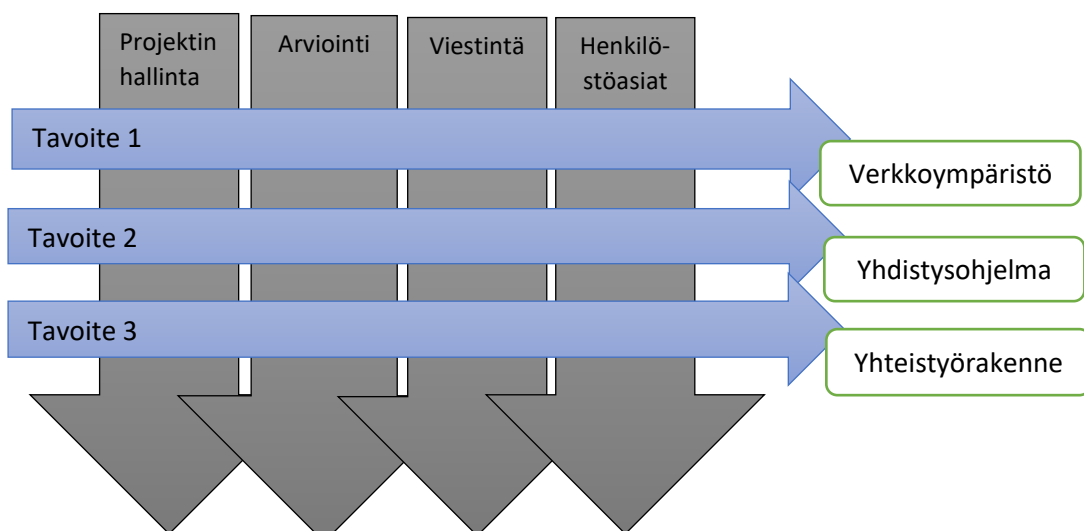 Projektin
hallinta
Arviointi
Viestintä
Henkilö-
stöasiat
Tavoite 1
Verkkoympäristö
Tavoite 2
Yhdistysohjelma
Tavoite 3
Yhteistyörakenne